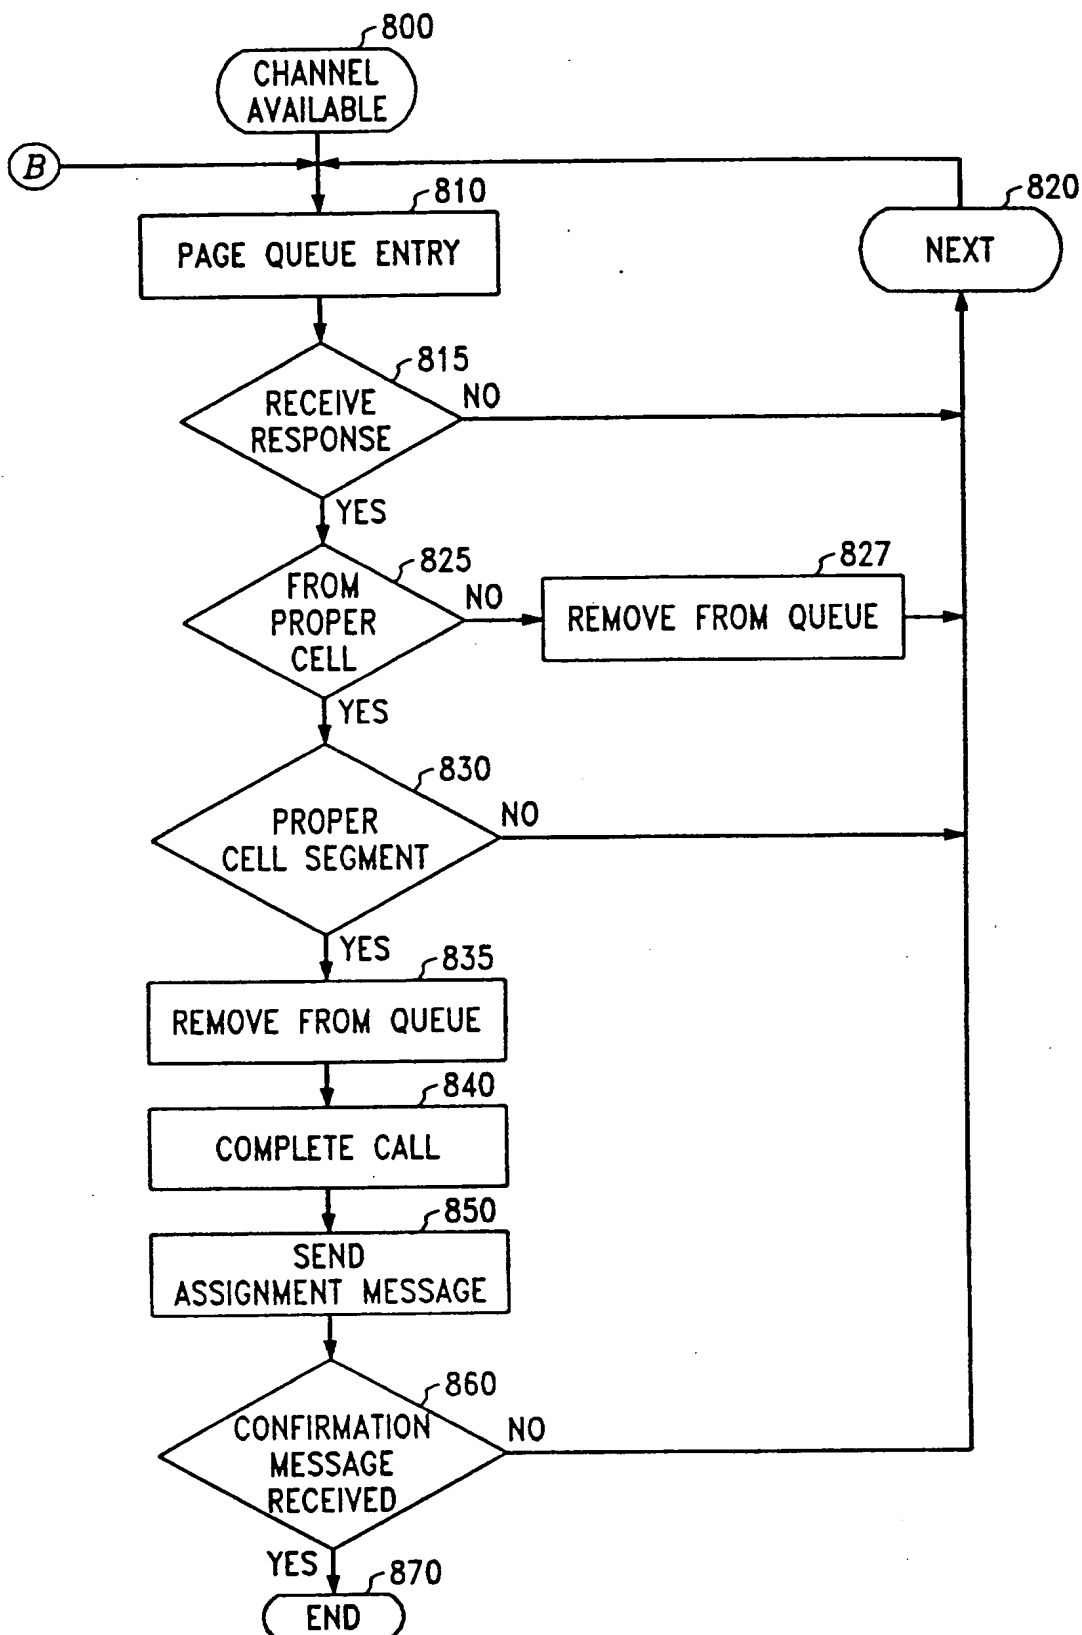 800
CHANNEL
AVAILABLE
B
810
820
PAGE QUEUE ENTRY
NEXT
815
NO
RECEIVE
RESPONSE
YES
825
827
FROM
PROPER
CELL
NO
REMOVE FROM QUEUE
YES
830
NO
PROPER
CELL SEGMENT
YES
835
REMOVE FROM QUEUE
840
COMPLETE CALL
850
SEND
ASSIGNMENT MESSAGE
860
NO
CONFIRMATION
MESSAGE
RECEIVED
YES
870
END